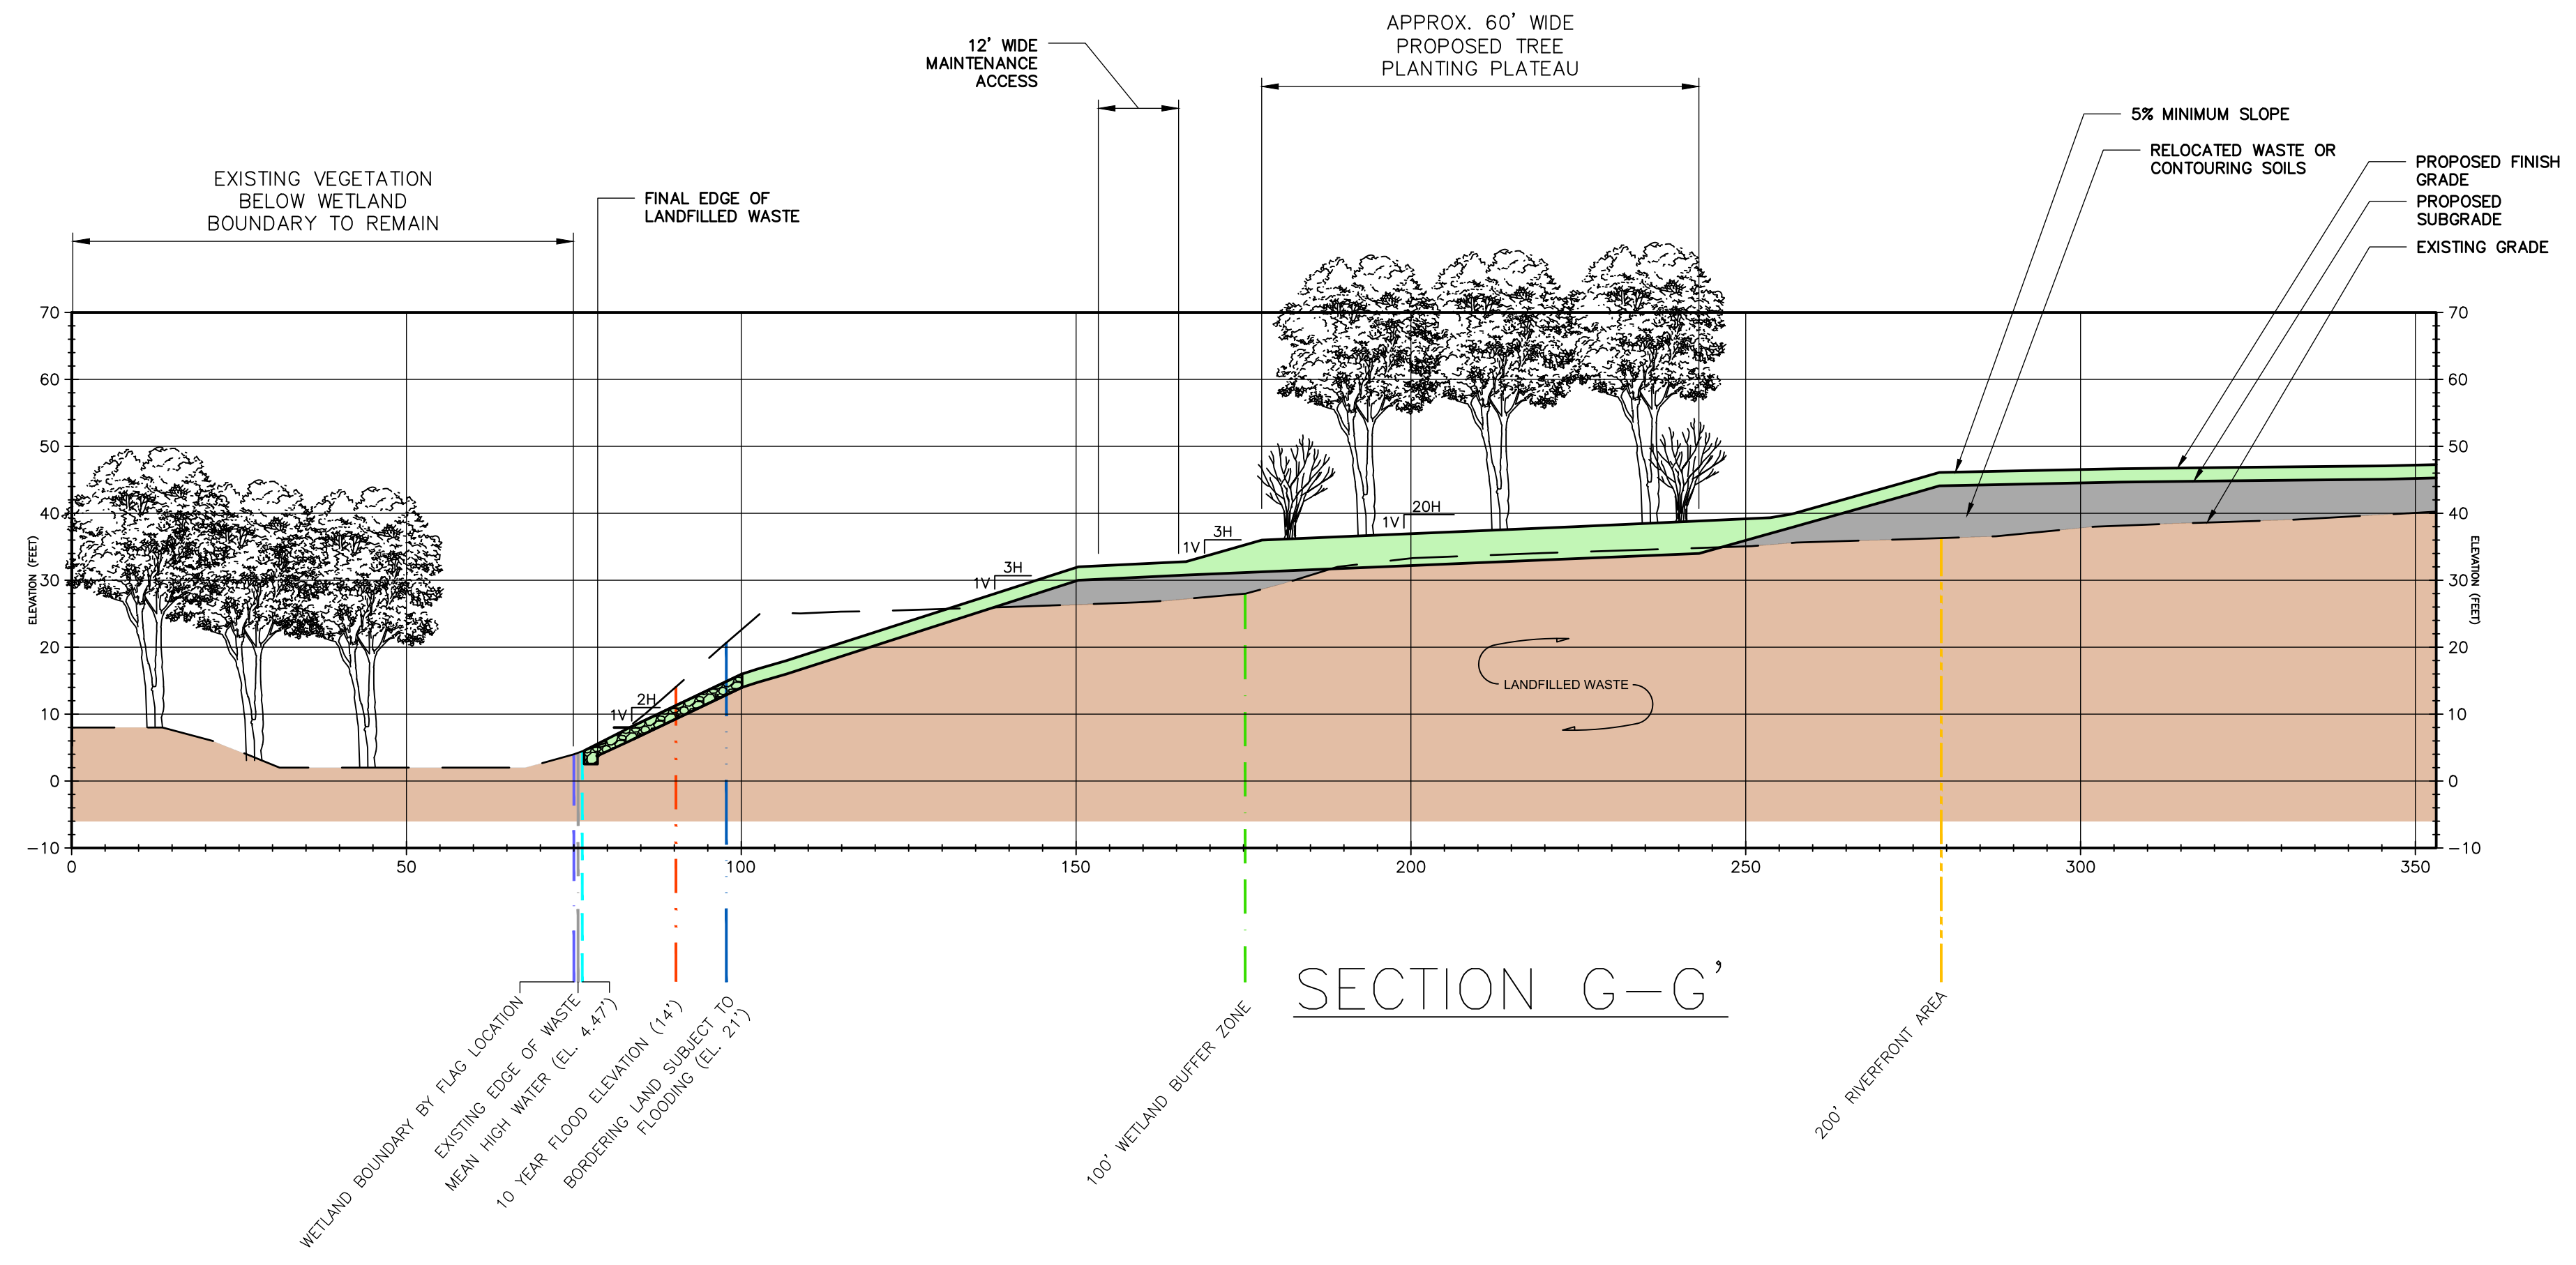 APPROX. 60' WIDE
PROPOSED TREE
PLANTING PLATEAU
12' WIDE
MAINTENANCE
ACCESS
5% MINIMUM SLOPE
RELOCATED WASTE OR
CONTOURING SOILS
PROPOSED FINISH
GRADE
PROPOSED
SUBGRADE
EXISTING GRADE
EXISTING VEGETATION
BELOW WETLAND
BOUNDARY TO REMAIN
FINAL EDGE OF
LANDFILLED WASTE
70
60
50
40
30
20
10
0
-10
ELEVATION (FEET)
70
60
50
40
30
20
10
0
-10
ELEVATION (FEET)
1V 2H
1V 3H
1V 3H
1V 20H
LANDFILLED WASTE
0 50 100 150 200 250 300 350
WETLAND BOUNDARY BY FLAG LOCATION
EXISTING EDGE OF WASTE
MEAN HIGH WATER (EL. 4.47')
10 YEAR FLOOD ELEVATION (14')
BORDERING LAND SUBJECT TO
FLOODING (EL. 21')
100' WETLAND BUFFER ZONE
200' RIVERFRONT AREA
SECTION G-G'